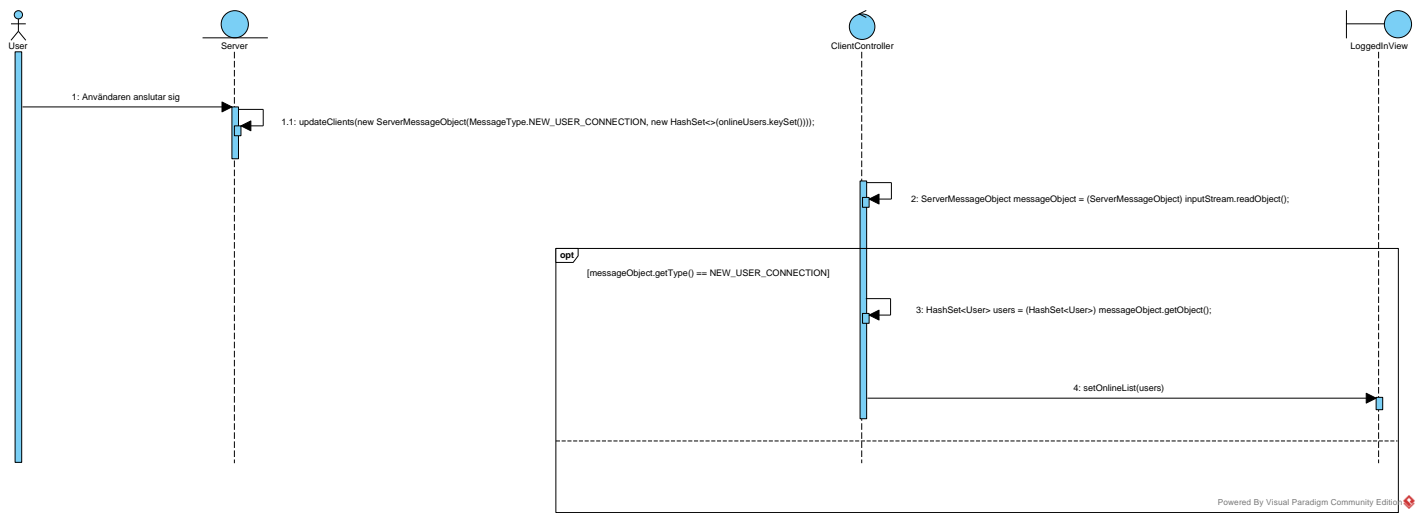 User
Server
ClientController
LoggedInView
1: Användaren anslutar sig
1.1: updateClients(new ServerMessageObject(MessageType.NEW_USER_CONNECTION, new HashSet<>(onlineUsers.keySet())));
2: ServerMessageObject messageObject = (ServerMessageObject) inputStream.readObject();
opt
[messageObject.getType() == NEW_USER_CONNECTION]
3: HashSet<User> users = (HashSet<User>) messageObject.getObject();
4: setOnlineList(users)
Powered By Visual Paradigm Community Edition